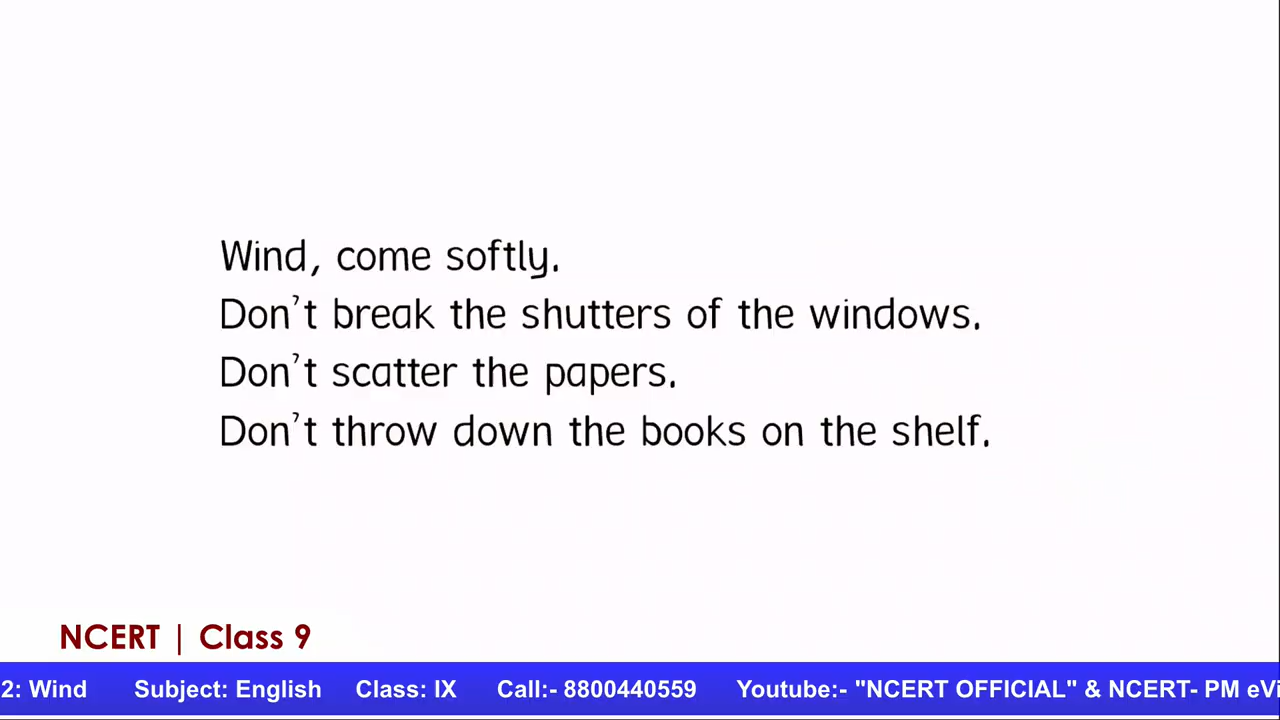 Wind, come softly.
Don't break the shutters of the windows.
Don't scatter the papers.
Don't throw down the books on the shelf.
NCERT | Class 9
2: Wind Subject: English Class: IX Call:- 8800440559 Youtube:- "NCERT OFFICIAL" & NCERT- PM eVi